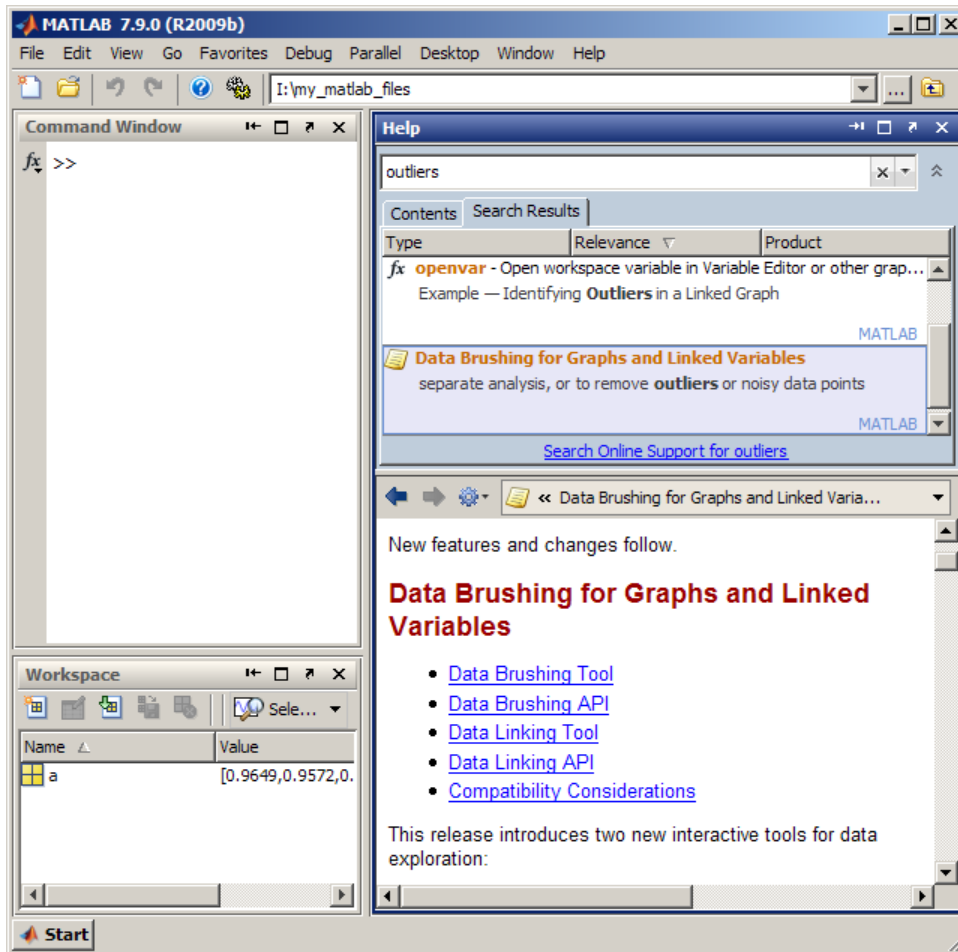 MATLAB 7.9.0 (R2009b)
File Edit View Go Favorites Debug Parallel Desktop Window Help
I:\my_matlab_files
...
Command Window
fx >>
Help
outliers
Contents Search Results
Type Relevance Product
fx openvar - Open workspace variable in Variable Editor or other grap...
Example — Identifying Outliers in a Linked Graph
MATLAB
Data Brushing for Graphs and Linked Variables
separate analysis, or to remove outliers or noisy data points
MATLAB
Search Online Support for outliers
« Data Brushing for Graphs and Linked Varia...
New features and changes follow.
Data Brushing for Graphs and Linked
Variables
• Data Brushing Tool
• Data Brushing API
• Data Linking Tool
• Data Linking API
• Compatibility Considerations
This release introduces two new interactive tools for data
exploration:
Workspace
Sele...
Name Value
a [0.9649,0.9572,0.
Start